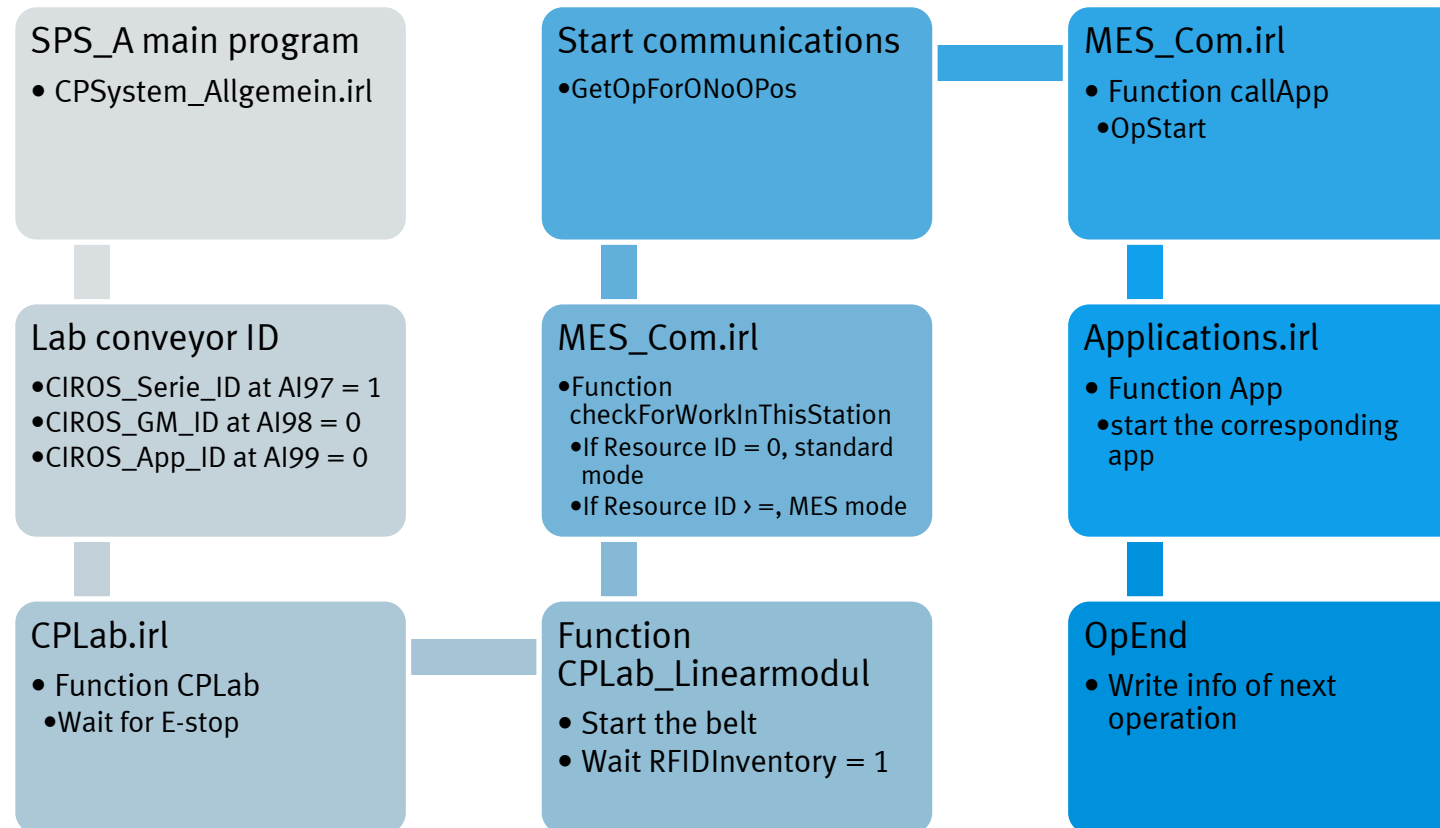 SPS_A main program
• CPSystem_Allgemein.irl
Lab conveyor ID
•CIROS_Serie_ID at AI97 = 1
•CIROS_GM_ID at AI98 = 0
•CIROS_App_ID at AI99 = 0
CPLab.irl
• Function CPLab
•Wait for E-stop
Function
CPLab_Linearmodul
• Start the belt
• Wait RFIDInventory = 1
MES_Com.irl
•Function
checkForWorkInThisStation
•If Resource ID = 0, standard
mode
•If Resource ID > =, MES mode
Start communications
•GetOpForONoOPos
MES_Com.irl
• Function callApp
•OpStart
Applications.irl
• Function App
•start the corresponding
app
OpEnd
• Write info of next
operation